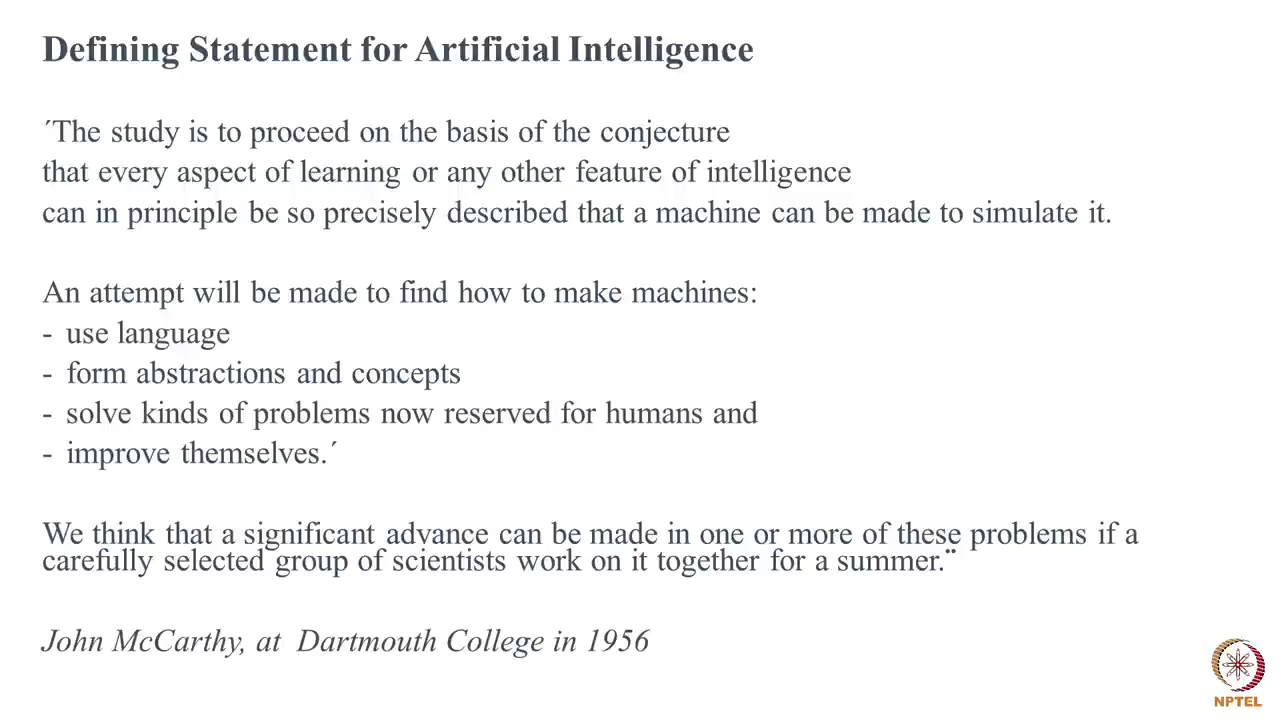 Defining Statement for Artificial Intelligence
´The study is to proceed on the basis of the conjecture
that every aspect of learning or any other feature of intelligence
can in principle be so precisely described that a machine can be made to simulate it.
An attempt will be made to find how to make machines:
- use language
- form abstractions and concepts
- solve kinds of problems now reserved for humans and
- improve themselves.´
We think that a significant advance can be made in one or more of these problems if a
carefully selected group of scientists work on it together for a summer.¨
John McCarthy, at Dartmouth College in 1956
NPTEL